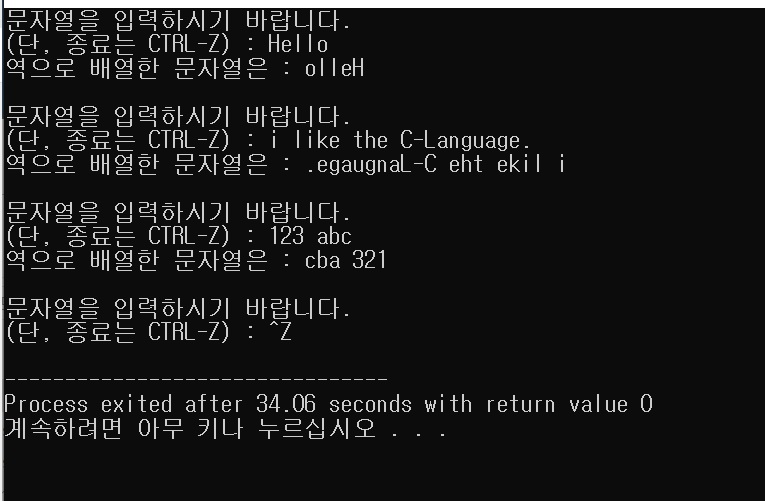 문자열을 입력하시기 바랍니다.
(단, 종료는 CTRL-Z) : Hello
역으로 배열한 문자열은 : olleH
문자열을 입력하시기 바랍니다.
(단, 종료는 CTRL-Z) : i like the C-Language.
역으로 배열한 문자열은 : .egaugnaL-C eht ekil i
문자열을 입력하시기 바랍니다.
(단, 종료는 CTRL-Z) : 123 abc
역으로 배열한 문자열은 : cba 321
문자열을 입력하시기 바랍니다.
(단, 종료는 CTRL-Z) : ^Z
--------------------------------
Process exited after 34.06 seconds with return value 0
계속하려면 아무 키나 누르십시오 . . .